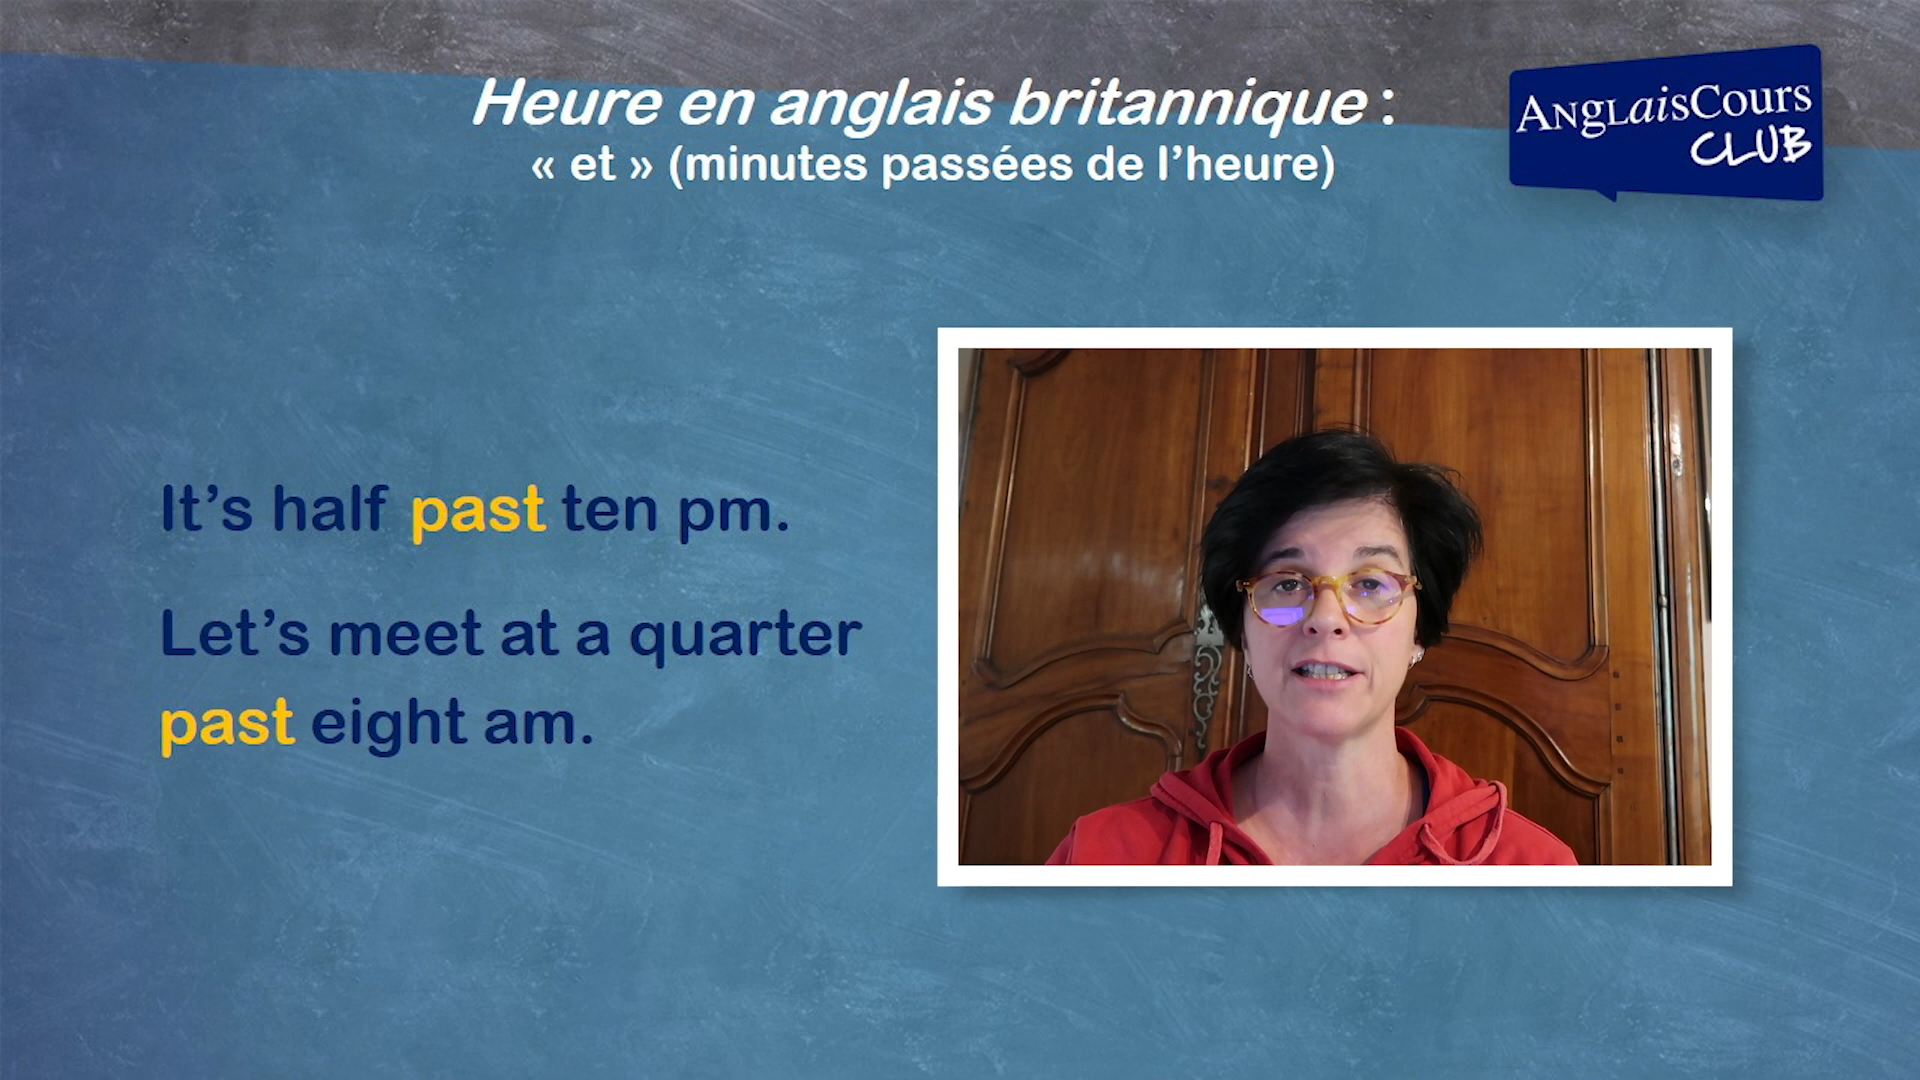 Heure en anglais britannique :
« et » (minutes passées de l’heure)
AnglaisCours
CLUB
It’s half past ten pm.
Let’s meet at a quarter
past eight am.